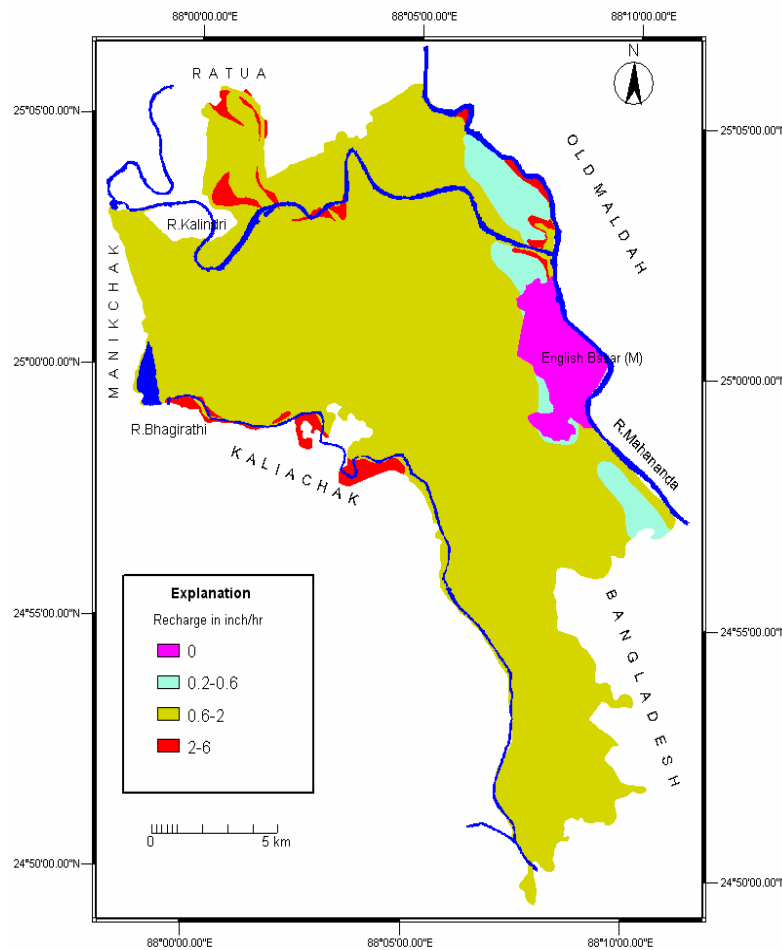 88°00'00.00"E 88°05'00.00"E 88°10'00.00"E
RATUA
N
25°05'00.00"N
25°05'00.00"N
OLDMALDAH
R.Kalindri
MANIKCHAK
25°00'00.00"N
English Bazar (M)
25°00'00.00"N
R.Bhagirathi
R.Mahananda
KALIACHAK
BANGLADESH
Explanation
Recharge in inch/hr
0
0.2-0.6
0.6-2
2-6
24°55'00.00"N
24°55'00.00"N
0 5 km
24°50'00.00"N
24°50'00.00"N
88°00'00.00"E 88°05'00.00"E 88°10'00.00"E